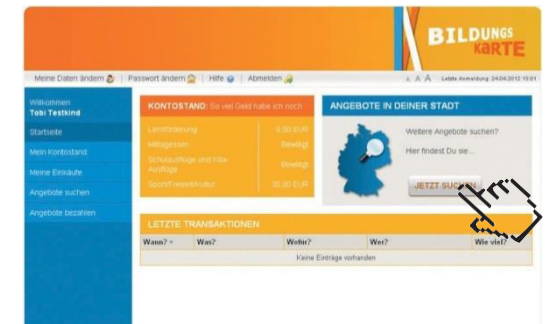 BILDUNGS
KARTE
Meine Daten ändern | Passwort ändern | Hilfe | Abmelden
A A A Letzte Anmeldung: 24.04.2012 15:01
Willkommen
Tobi Testkind
Startseite
Mein Kontostand
Meine Einkäufe
Angebote suchen
Angebote bezahlen
KONTOSTAND: So viel Geld habe ich noch
Lernförderung 0,00 EUR
Mittagessen Bewilligt
Schulausflüge und Kita-
Ausflüge Bewilligt
Sport/Freizeit/Kultur 30,20 EUR
ANGEBOTE IN DEINER STADT
Weitere Angebote suchen?
Hier findest Du sie...
JETZT SUCHEN
LETZTE TRANSAKTIONEN
Wann? Was? Wofür? Wer? Wie viel?
Keine Einträge vorhanden